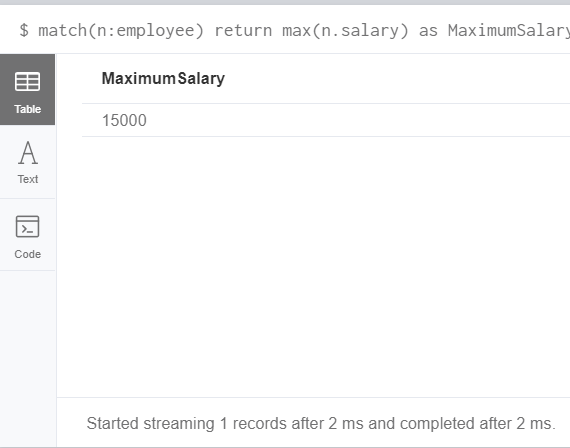 $ match(n:employee) return max(n.salary) as MaximumSalary
MaximumSalary
Table
15000
Text
Code
Started streaming 1 records after 2 ms and completed after 2 ms.